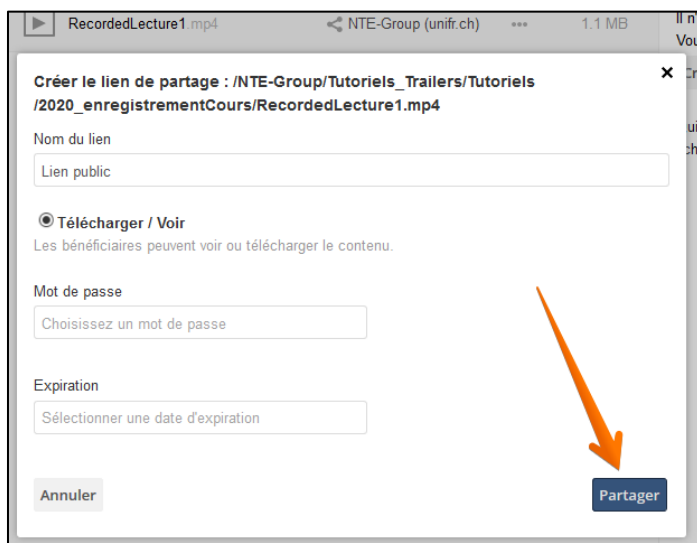 RecordedLecture1.mp4 NTE-Group (unifr.ch) ••• 1.1 MB
Il n'
Vou
Créer le lien de partage : /NTE-Group/Tutoriels_Trailers/Tutoriels
/2020_enregistrementCours/RecordedLecture1.mp4
Nom du lien
Lien public
Télécharger / Voir
Les bénéficiaires peuvent voir ou télécharger le contenu.
Mot de passe
Choisissez un mot de passe
Expiration
Sélectionner une date d'expiration
Annuler Partager